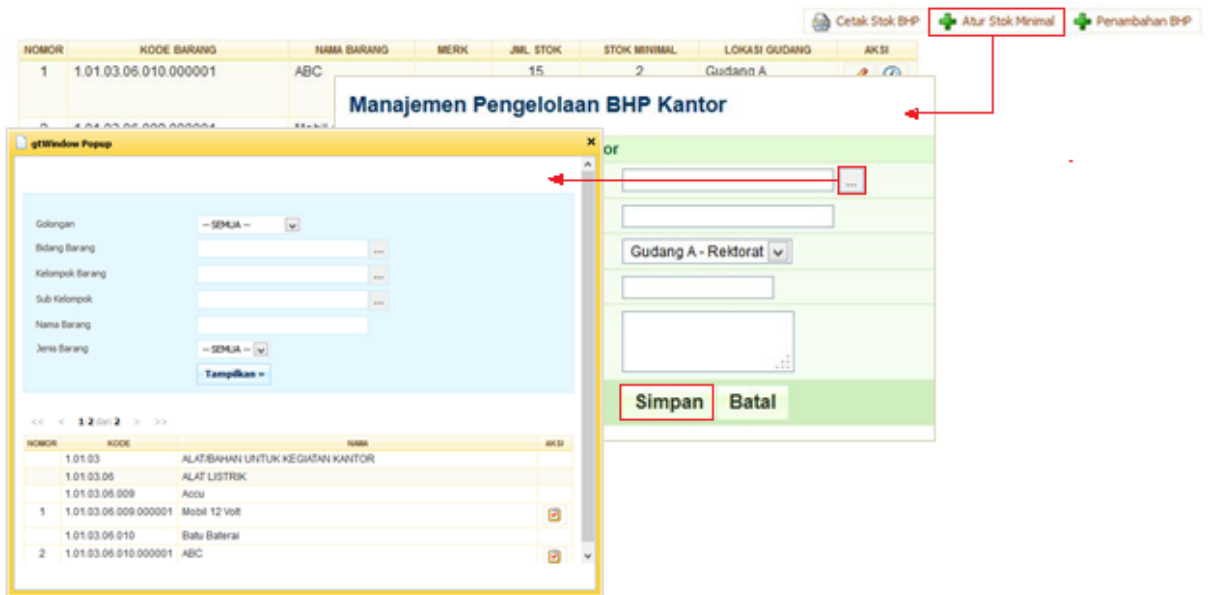 Cetak Stok BHP Atur Stok Minimal Penambahan BHP
NOMOR KODE BARANG NAMA BARANG MERK JML STOK STOK MINIMAL LOKASI GUDANG AKSI
1 1.01.03.06.010.000001 ABC 15 2 Gudang A
Manajemen Pengelolaan BHP Kantor
or
...
Gudang A - Rektorat
Simpan Batal
gtWindow Popup x
Golongan -- SEMUA --
Bidang Barang ...
Kelompok Barang ...
Sub Kelompok ...
Nama Barang
Jenis Barang -- SEMUA --
Tampilkan »
<< < 1-2 dari 2 > >>
NOMOR KODE NAMA AKSI
1.01.03 ALAT/BAHAN UNTUK KEGIATAN KANTOR
1.01.03.06 ALAT LISTRIK
1.01.03.06.009 Accu
1 1.01.03.06.009.000001 Mobil 12 Volt
1.01.03.06.010 Batu Baterai
2 1.01.03.06.010.000001 ABC